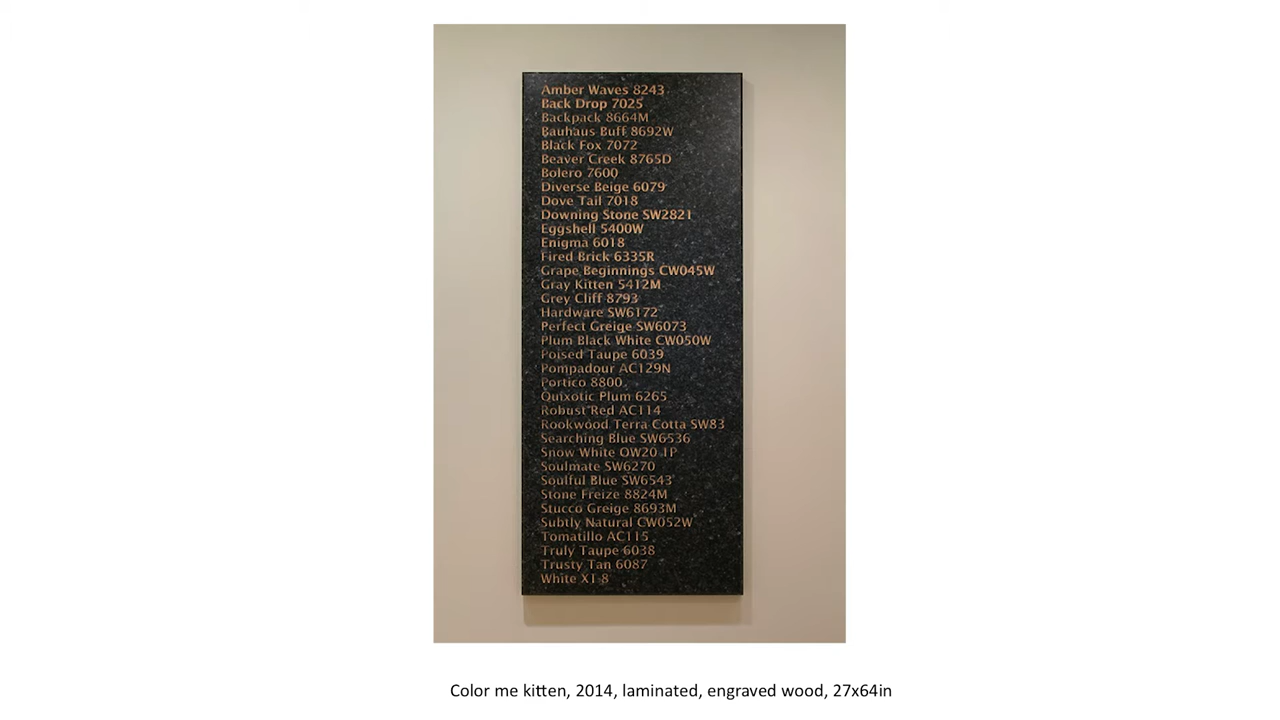 Amber Waves 8243
Back Drop 7025
Backpack 8664M
Bauhaus Buff 8692W
Black Fox 7072
Beaver Creek 8765D
Bolero 7600
Diverse Beige 6079
Dove Tail 7018
Downing Stone SW2821
Eggshell 5400W
Enigma 6018
Fired Brick 6335R
Grape Beginnings CW045W
Gray Kitten 5412M
Grey Cliff 8793
Hardware SW6172
Perfect Greige SW6073
Plum Black White CW050W
Poised Taupe 6039
Pompadour AC129N
Portico 8800
Quixotic Plum 6265
Robust Red AC114
Rookwood Terra Cotta SW83
Searching Blue SW6536
Snow White OW20 1P
Soulmate SW6270
Soulful Blue SW6543
Stone Freize 8824M
Stucco Greige 8693M
Subtly Natural CW052W
Tomatillo AC115
Truly Taupe 6038
Trusty Tan 6087
White XT 8
Color me kitten, 2014, laminated, engraved wood, 27x64in